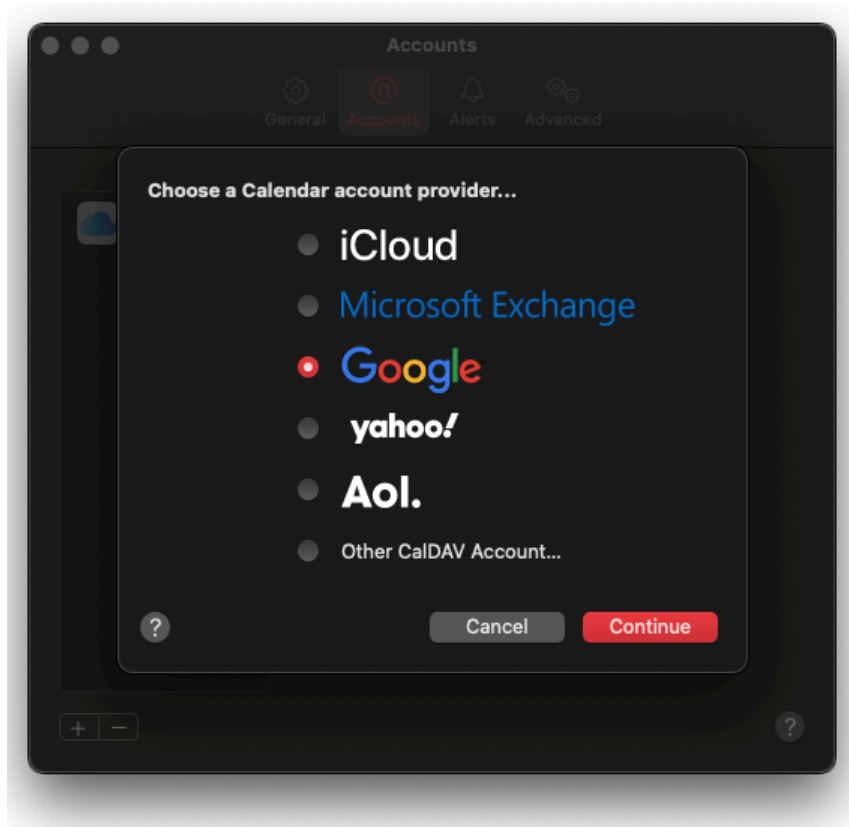 Accounts
General Accounts Alerts Advanced
Choose a Calendar account provider...
iCloud
Microsoft Exchange
Google
yahoo!
Aol.
Other CalDAV Account...
? Cancel Continue
+ − ?